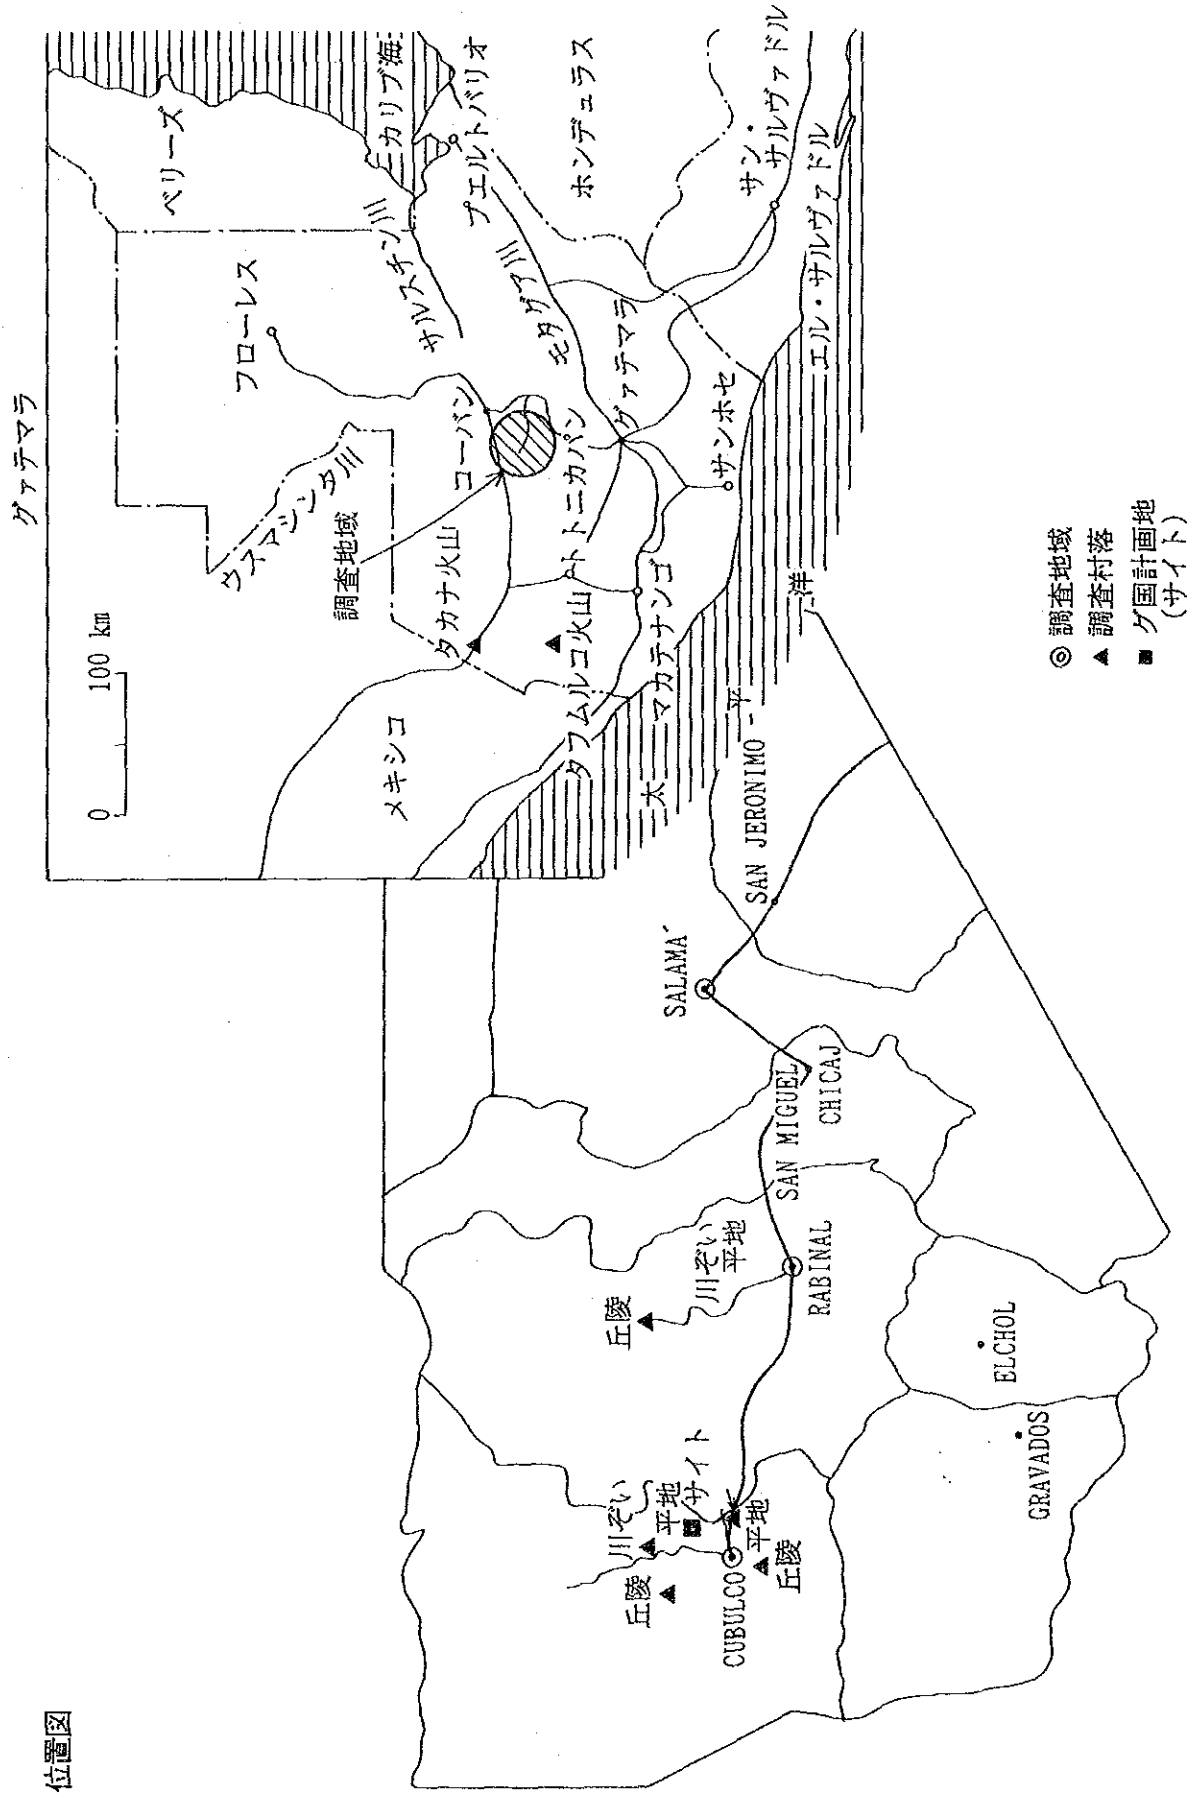 位置図
グァテマラ
0 100 km
メキシコ
ベリーズ
フローレス
ウスマシンタ川
カリブ海
サルスチン川
プエルトバリオ
オ
モタグア川
ホンデュラス
コーバン
調査地域
タカナ火山
トトニカパン
グァテマラ
タフムルコ火山
マカテナンゴ
サンホセ
サン・
サルヴァドル
エル・サルヴァドル
太平洋
SAN JERONIMO
SALAMA´
SAN MIGUEL
CHICAJ
RABINAL
川ぞい
平地
丘陵
サイト
川ぞい
平地
丘陵
CUBULCO
平地
丘陵
ELCHOL
GRAVADOS
◎ 調査地域
▲ 調査村落
■ グ国計画地
(サイト)